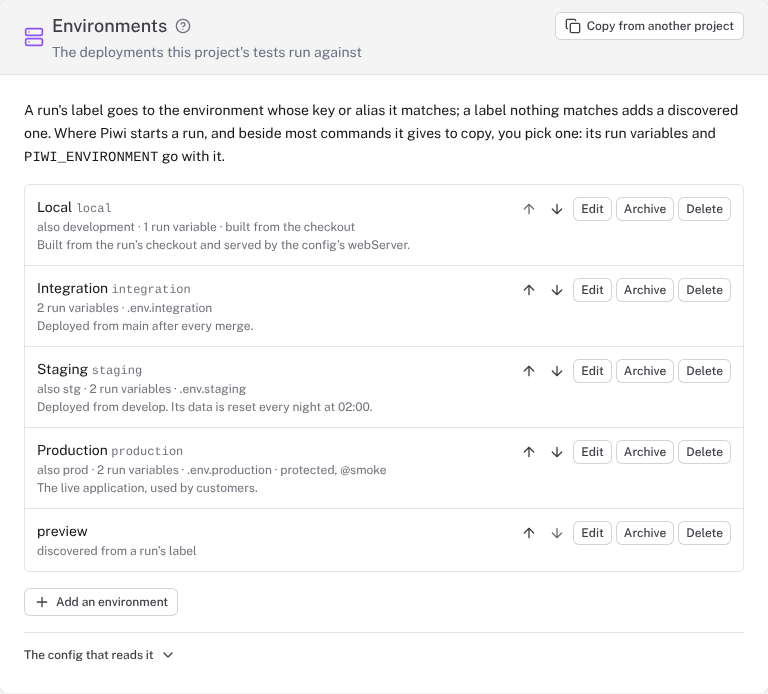 Environments
Copy from another project
The deployments this project's tests run against
A run's label goes to the environment whose key or alias it matches; a label nothing matches adds a discovered
one. Where Piwi starts a run, and beside most commands it gives to copy, you pick one: its run variables and
PIWI_ENVIRONMENT go with it.
Local local
Edit Archive Delete
also development · 1 run variable · built from the checkout
Built from the run's checkout and served by the config's webServer.
Integration integration
Edit Archive Delete
2 run variables · .env.integration
Deployed from main after every merge.
Staging staging
Edit Archive Delete
also stg · 2 run variables · .env.staging
Deployed from develop. Its data is reset every night at 02:00.
Production production
Edit Archive Delete
also prod · 2 run variables · .env.production · protected, @smoke
The live application, used by customers.
preview
Edit Archive Delete
discovered from a run's label
Add an environment
The config that reads it